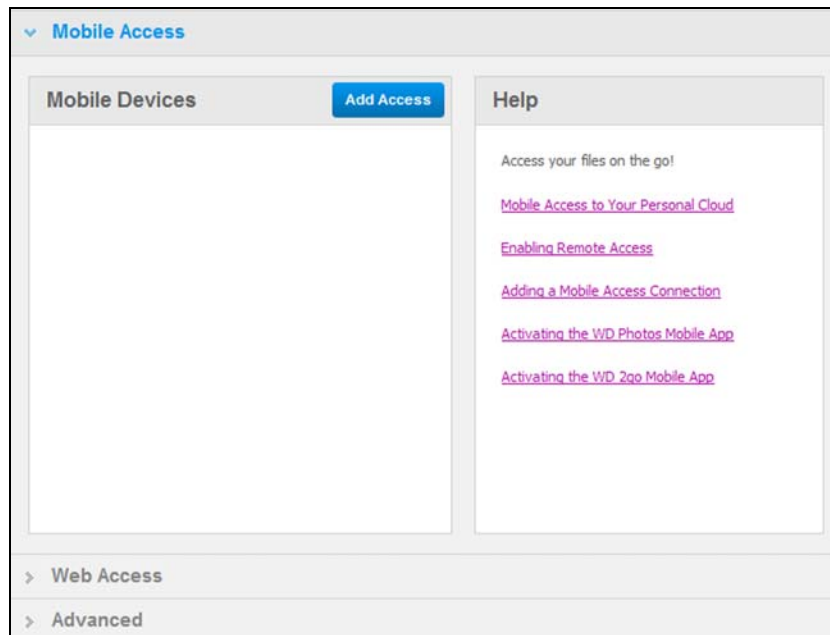 Mobile Access
Mobile Devices
Add Access
Help
Access your files on the go!
Mobile Access to Your Personal Cloud
Enabling Remote Access
Adding a Mobile Access Connection
Activating the WD Photos Mobile App
Activating the WD 2go Mobile App
Web Access
Advanced